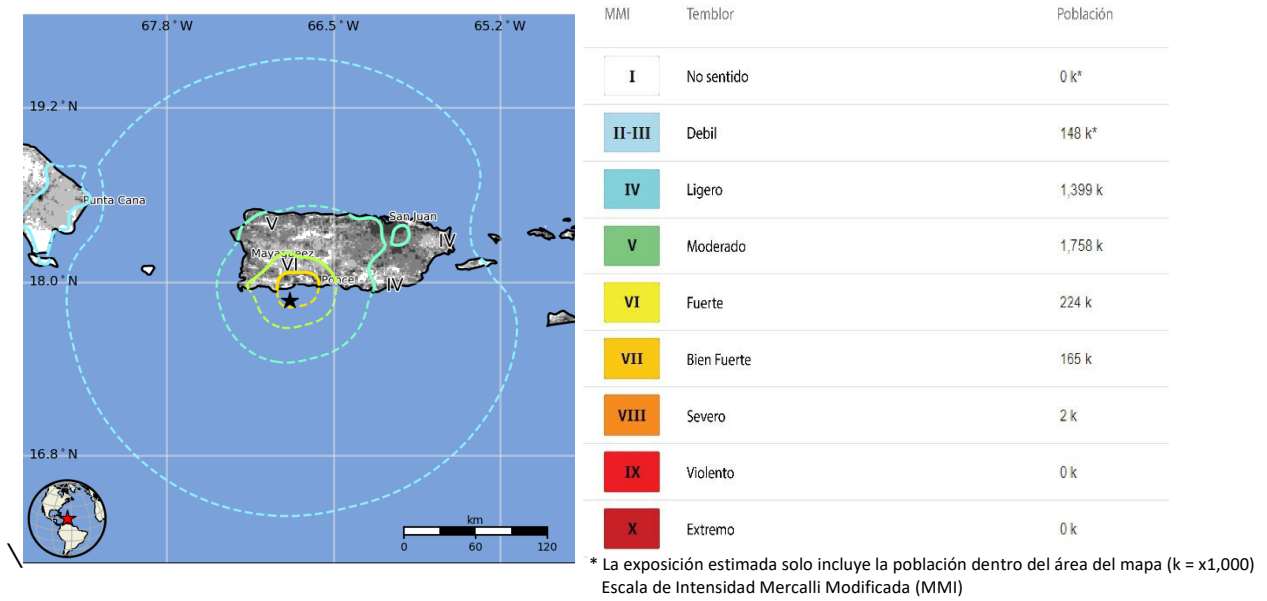 67.8°W 66.5°W 65.2°W
19.2°N
Punta Cana
San Juan
V
IV
Mayaguez
VI
18.0°N
Ponce
IV
16.8°N
km
0 60 120
\
MMI Temblor Población
I No sentido 0 k*
II-III Debil 148 k*
IV Ligero 1,399 k
V Moderado 1,758 k
VI Fuerte 224 k
VII Bien Fuerte 165 k
VIII Severo 2 k
IX Violento 0 k
X Extremo 0 k
* La exposición estimada solo incluye la población dentro del área del mapa (k = x1,000)
Escala de Intensidad Mercalli Modificada (MMI)